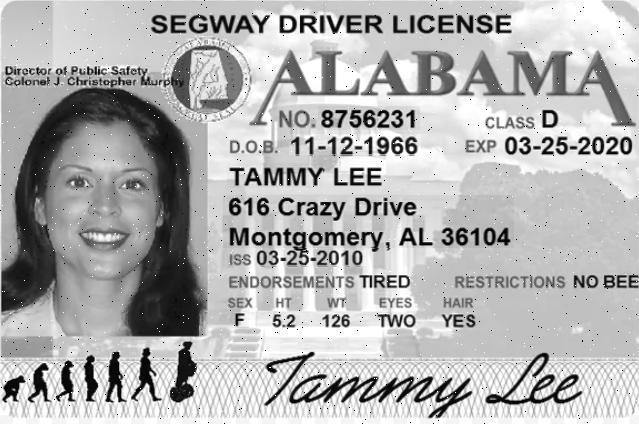 SEGWAY DRIVER LICENSE
Director of Public Safety
Colonel J. Christopher Murphy
ALABAMA
NO. 8756231 CLASS D
D.O.B. 11-12-1966 EXP 03-25-2020
TAMMY LEE
616 Crazy Drive
Montgomery, AL 36104
ISS 03-25-2010
ENDORSEMENTS TIRED RESTRICTIONS NO BEE
SEX HT WT EYES HAIR
F 5.2 126 TWO YES
Tammy Lee